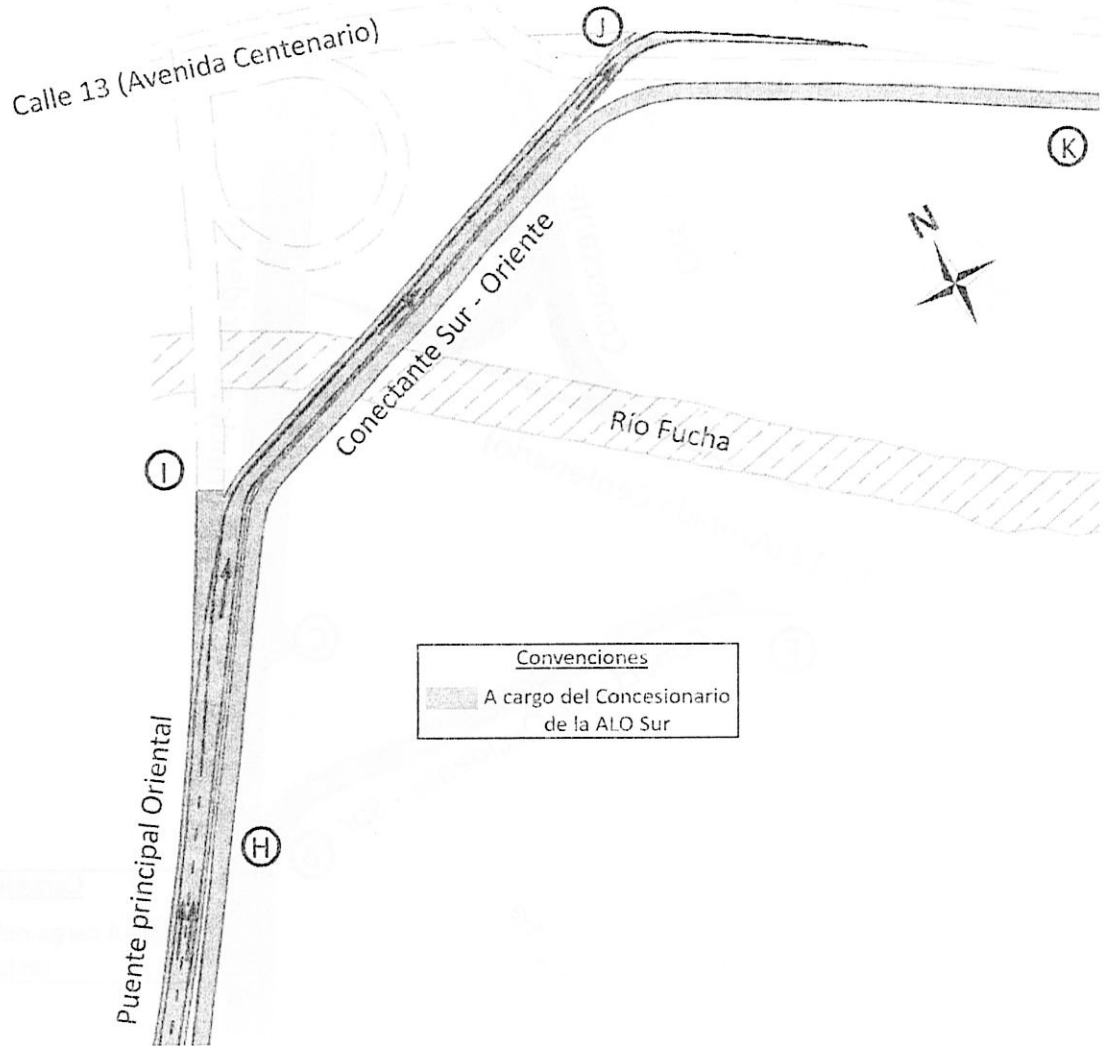 J
Calle 13 (Avenida Centenario)
K
N
Conectante Sur - Oriente
Río Fucha
I
Convenciones
A cargo del Concesionario
de la ALO Sur
Puente principal Oriental
H